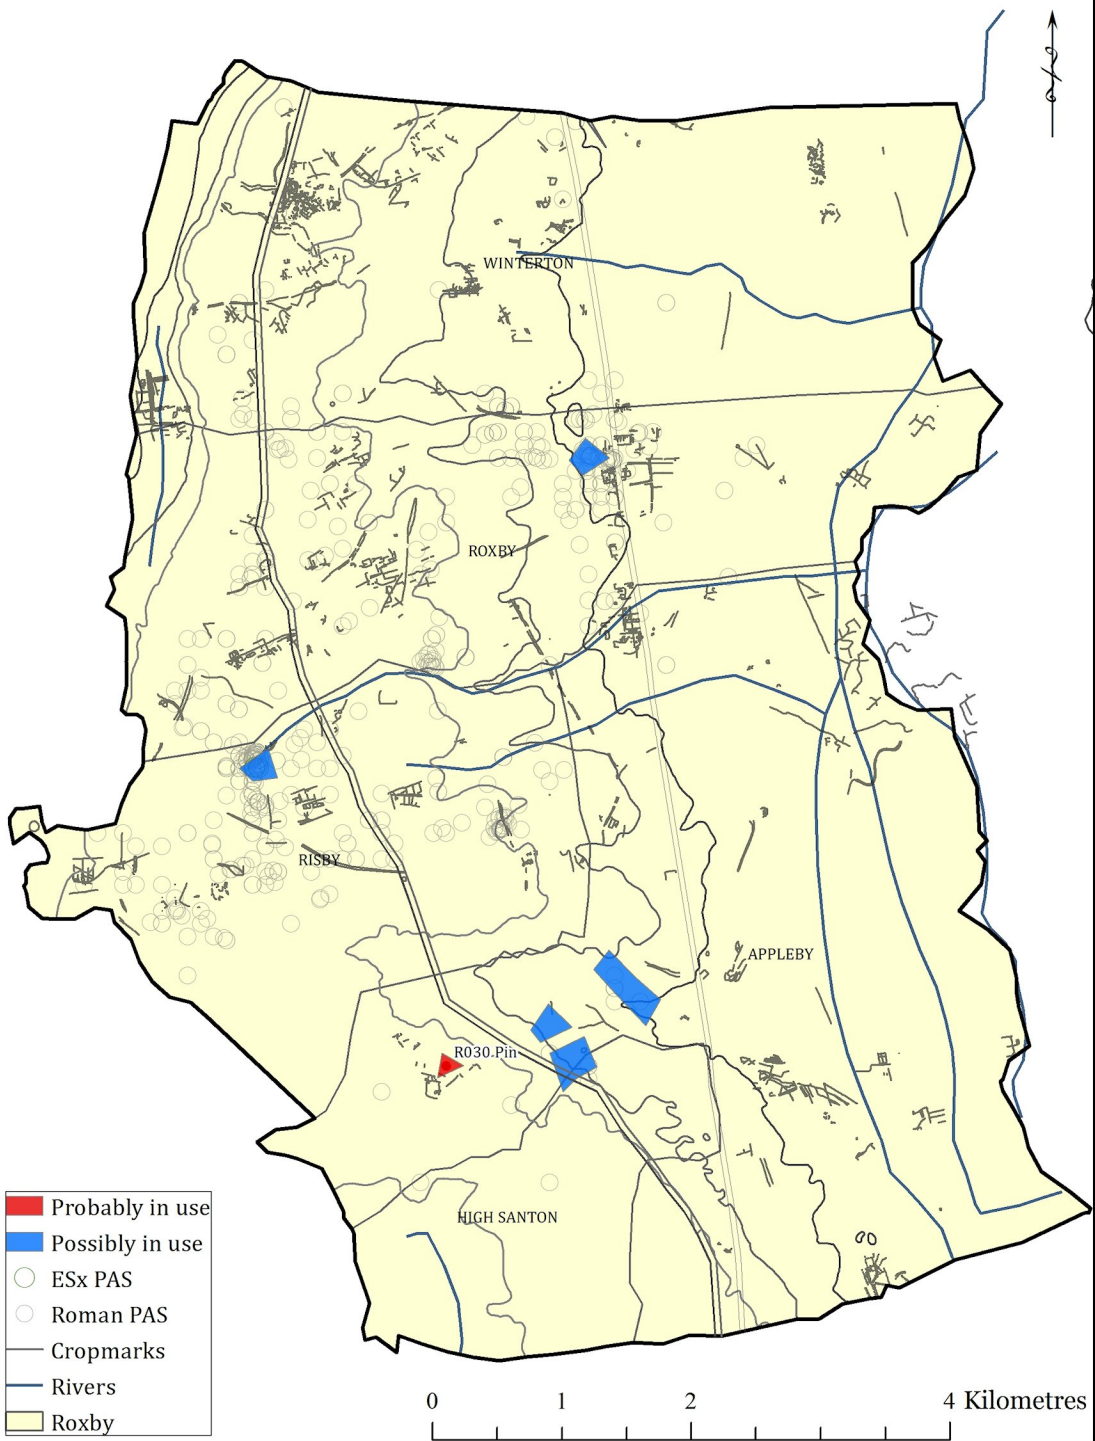 WINTERTON
ROXBY
RISBY
APPLEBY
R030 Pin
HIGH SANTON
Probably in use
Possibly in use
ESx PAS
Roman PAS
Cropmarks
Rivers
Roxby
0 1 2 4 Kilometres